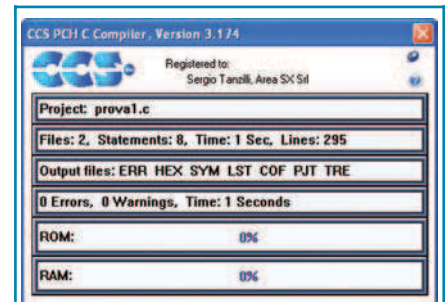 CCS PCH C Compiler, Version 3.174
CCS
Registered to:
Sergio Tanzilli, Area SX Srl
Project: prova1.c
Files: 2, Statements: 8, Time: 1 Sec, Lines: 295
Output files: ERR HEX SYM LST COF PJT TRE
0 Errors, 0 Warnings, Time: 1 Seconds
ROM: 0%
RAM: 0%